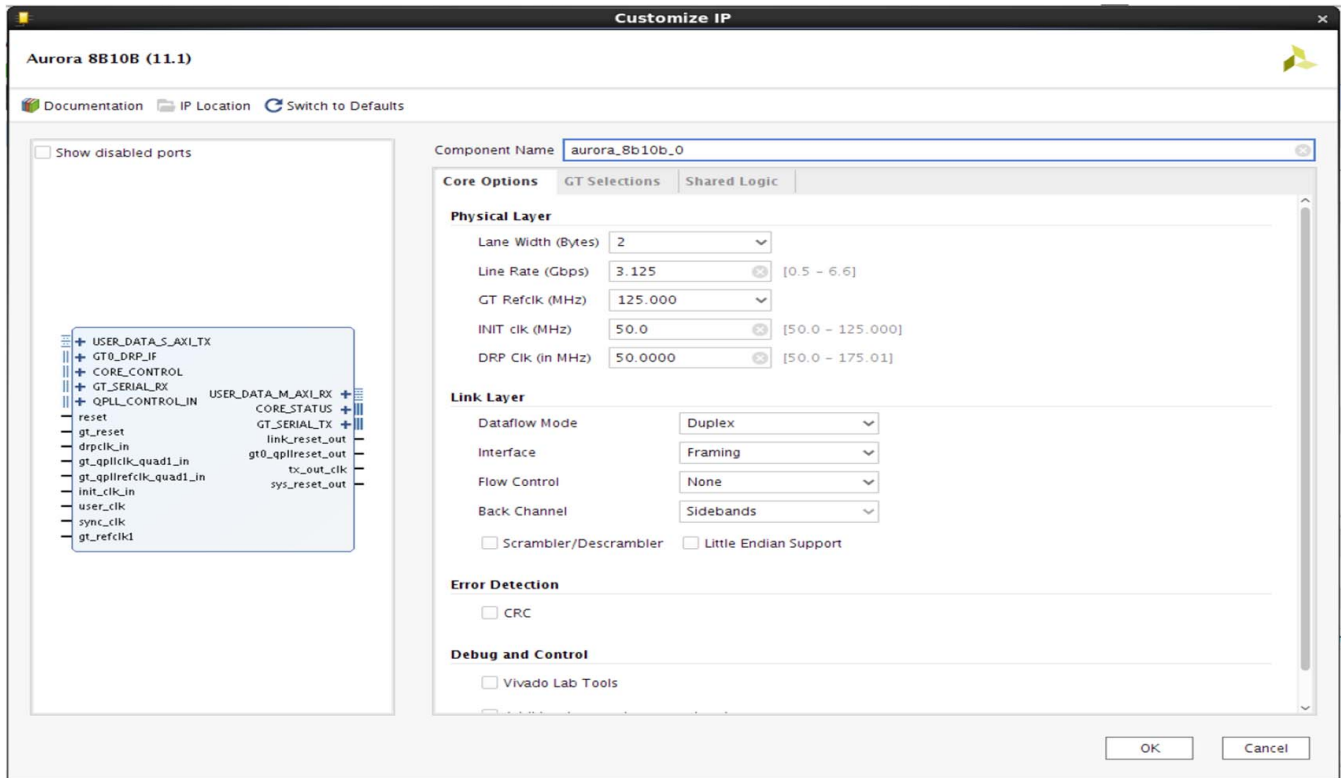 Customize IP
Aurora 8B10B (11.1)
Documentation IP Location Switch to Defaults
Show disabled ports
+ USER_DATA_S_AXI_TX
+ GT0_DRP_IF
+ CORE_CONTROL
+ GT_SERIAL_RX
+ QPLL_CONTROL_IN
reset
gt_reset
drpclk_in
gt_qpllclk_quad1_in
gt_qpllrefclk_quad1_in
init_clk_in
user_clk
sync_clk
gt_refclk1
USER_DATA_M_AXI_RX +
CORE_STATUS +
GT_SERIAL_TX +
link_reset_out
gt0_qpllreset_out
tx_out_clk
sys_reset_out
Component Name aurora_8b10b_0
Core Options GT Selections Shared Logic
Physical Layer
Lane Width (Bytes) 2
Line Rate (Gbps) 3.125 [0.5 - 6.6]
GT Refclk (MHz) 125.000
INIT clk (MHz) 50.0 [50.0 - 125.000]
DRP Clk (in MHz) 50.0000 [50.0 - 175.01]
Link Layer
Dataflow Mode Duplex
Interface Framing
Flow Control None
Back Channel Sidebands
Scrambler/Descrambler Little Endian Support
Error Detection
CRC
Debug and Control
Vivado Lab Tools
OK Cancel